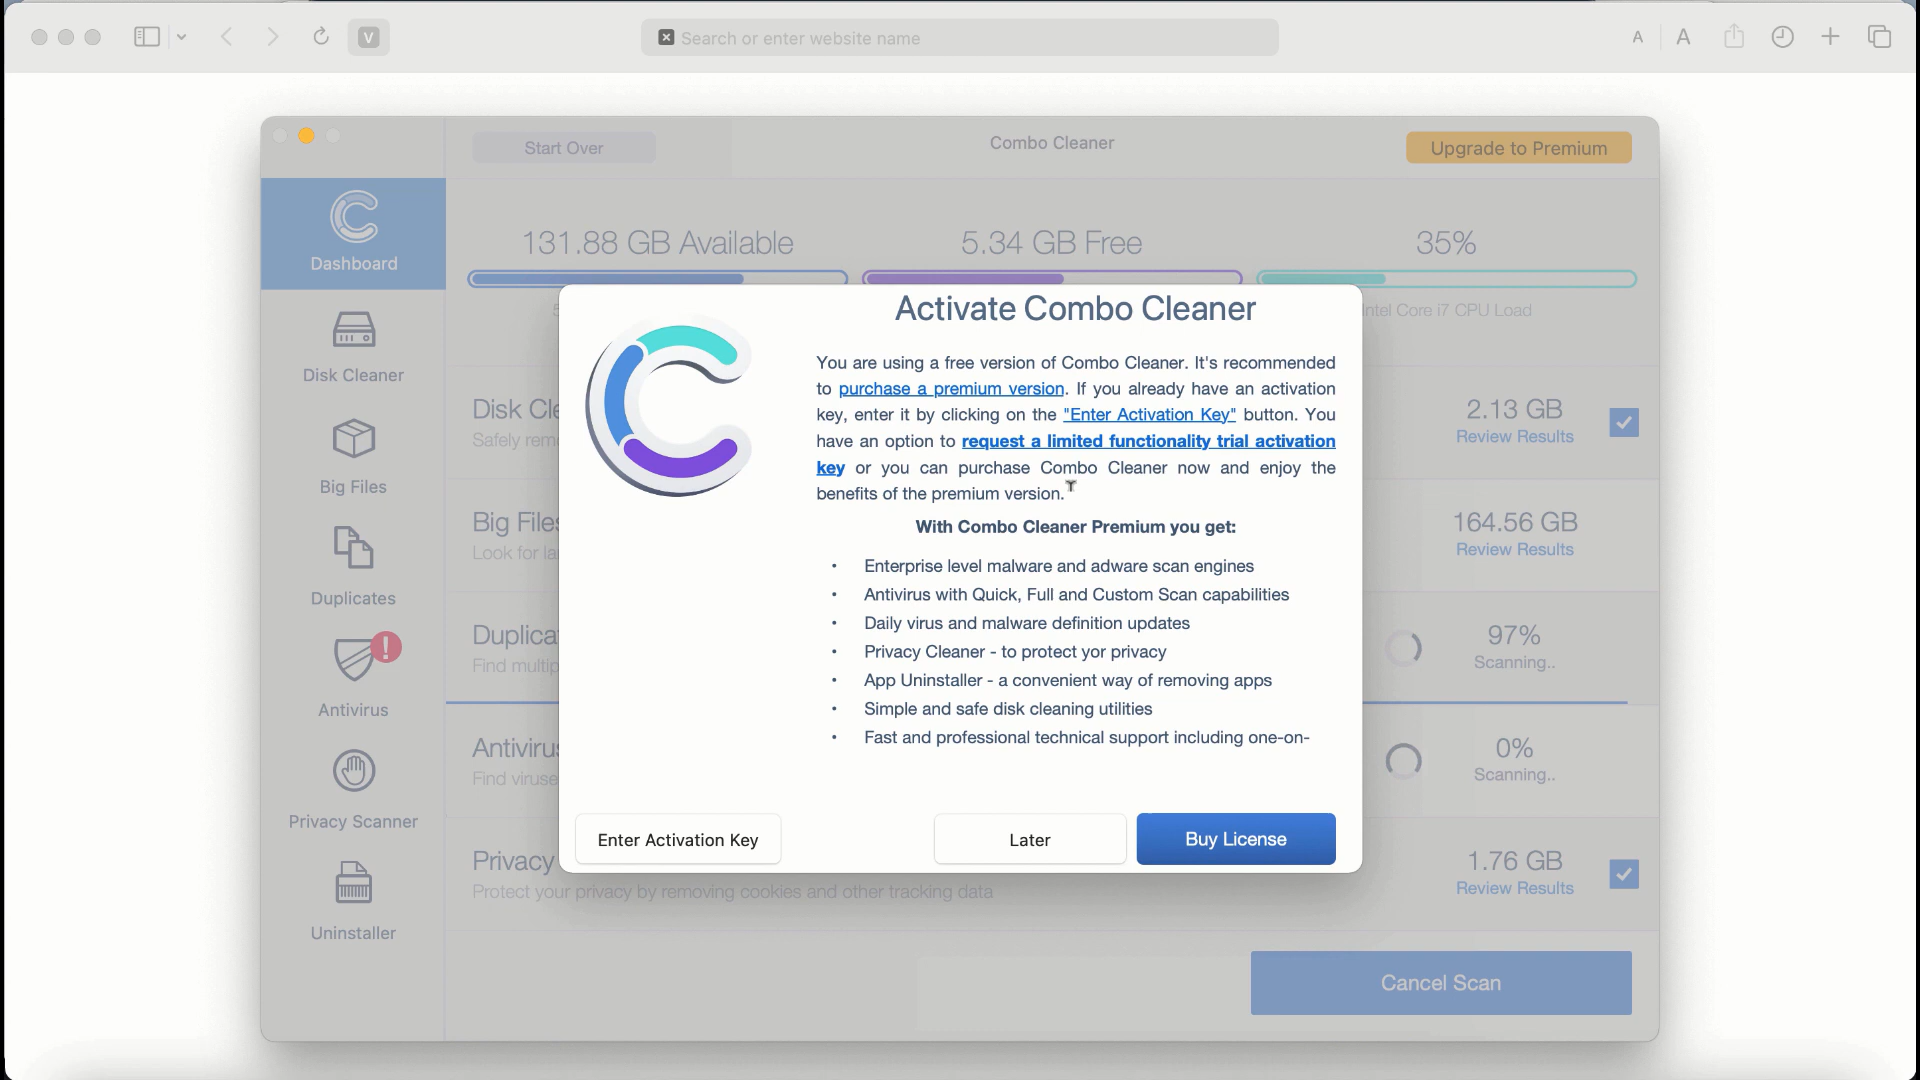 V
Search or enter website name
A
A
Start Over
Combo Cleaner
Upgrade to Premium
131.88 GB Available
5.34 GB Free
35%
Intel Core i7 CPU Load
Dashboard
Disk Cleaner
Big Files
Duplicates
Antivirus
Privacy Scanner
Uninstaller
Activate Combo Cleaner
You are using a free version of Combo Cleaner. It's recommended
to purchase a premium version. If you already have an activation
key, enter it by clicking on the "Enter Activation Key" button. You
have an option to request a limited functionality trial activation
key or you can purchase Combo Cleaner now and enjoy the
benefits of the premium version.
With Combo Cleaner Premium you get:
• Enterprise level malware and adware scan engines
• Antivirus with Quick, Full and Custom Scan capabilities
• Daily virus and malware definition updates
• Privacy Cleaner - to protect yor privacy
• App Uninstaller - a convenient way of removing apps
• Simple and safe disk cleaning utilities
• Fast and professional technical support including one-on-
Enter Activation Key
Later
Buy License
Disk Cle
Safely rem
2.13 GB
Review Results
Big Files
Look for la
164.56 GB
Review Results
Duplica
Find multip
97%
Scanning..
Antivirus
Find viruse
0%
Scanning..
Privacy
Protect your privacy by removing cookies and other tracking data
1.76 GB
Review Results
Cancel Scan